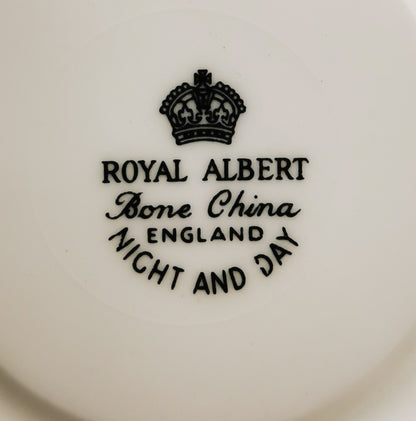 ROYAL ALBERT
Bone China
ENGLAND
NIGHT AND DAY